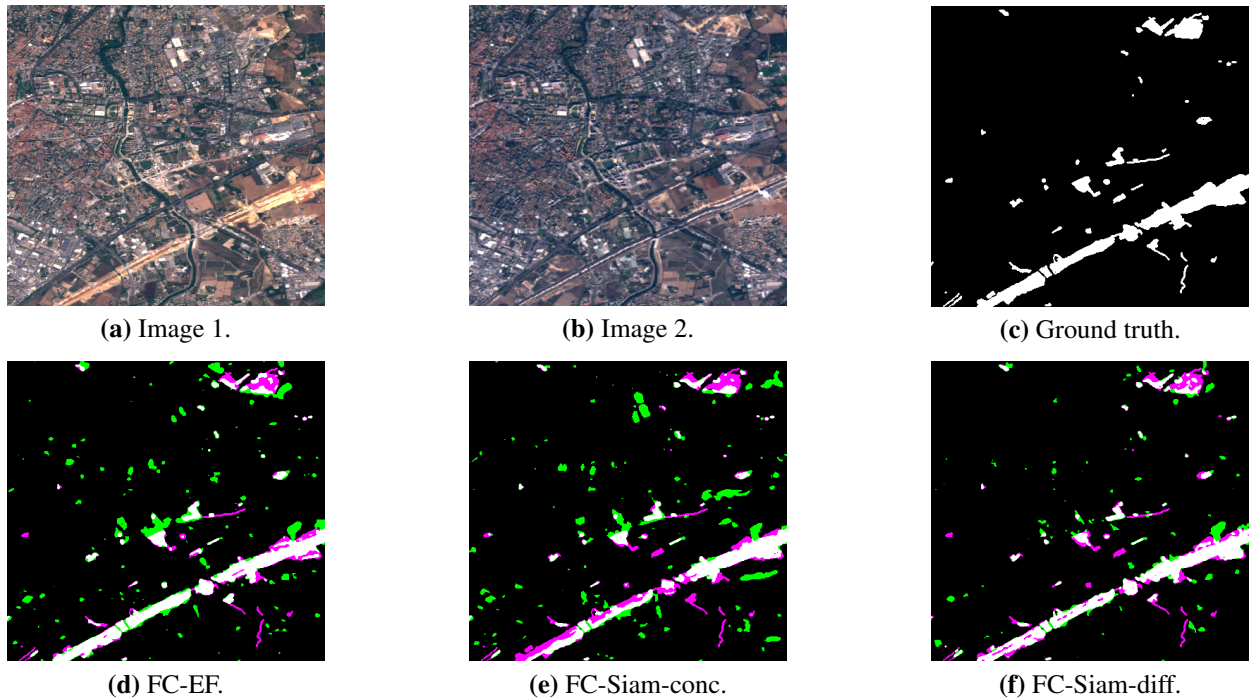 (a) Image 1.
(b) Image 2.
(c) Ground truth.
(d) FC-EF.
(e) FC-Siam-conc.
(f) FC-Siam-diff.